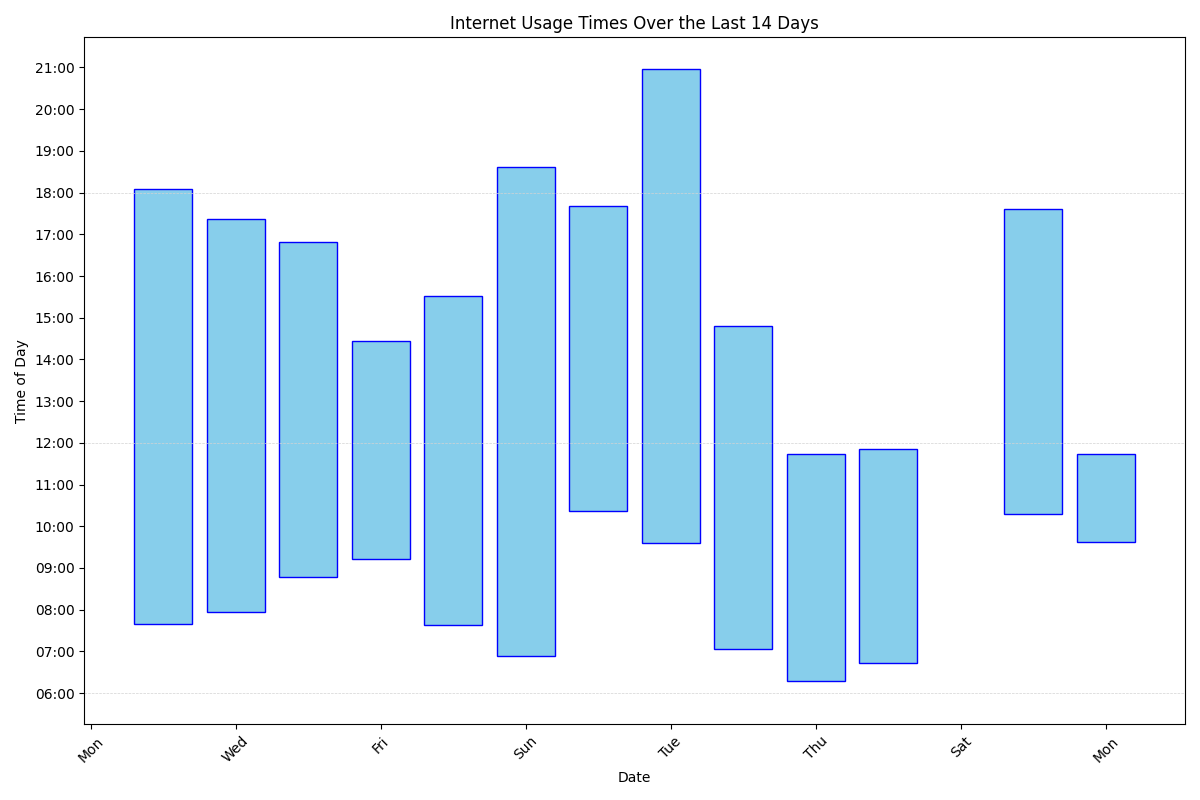 Internet Usage Times Over the Last 14 Days
21:00
20:00
19:00
18:00
17:00
16:00
15:00
14:00
13:00
12:00
11:00
10:00
09:00
08:00
07:00
06:00
Time of Day
Mon
Wed
Fri
Sun
Tue
Thu
Sat
Mon
Date